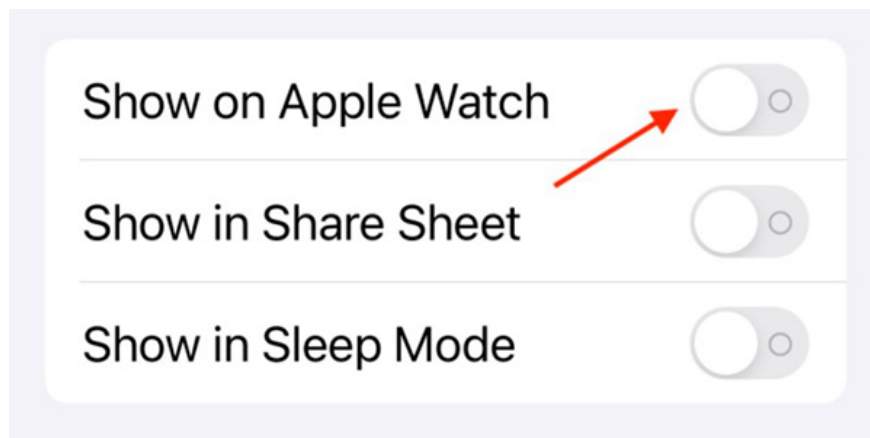 Show on Apple Watch
Show in Share Sheet
Show in Sleep Mode